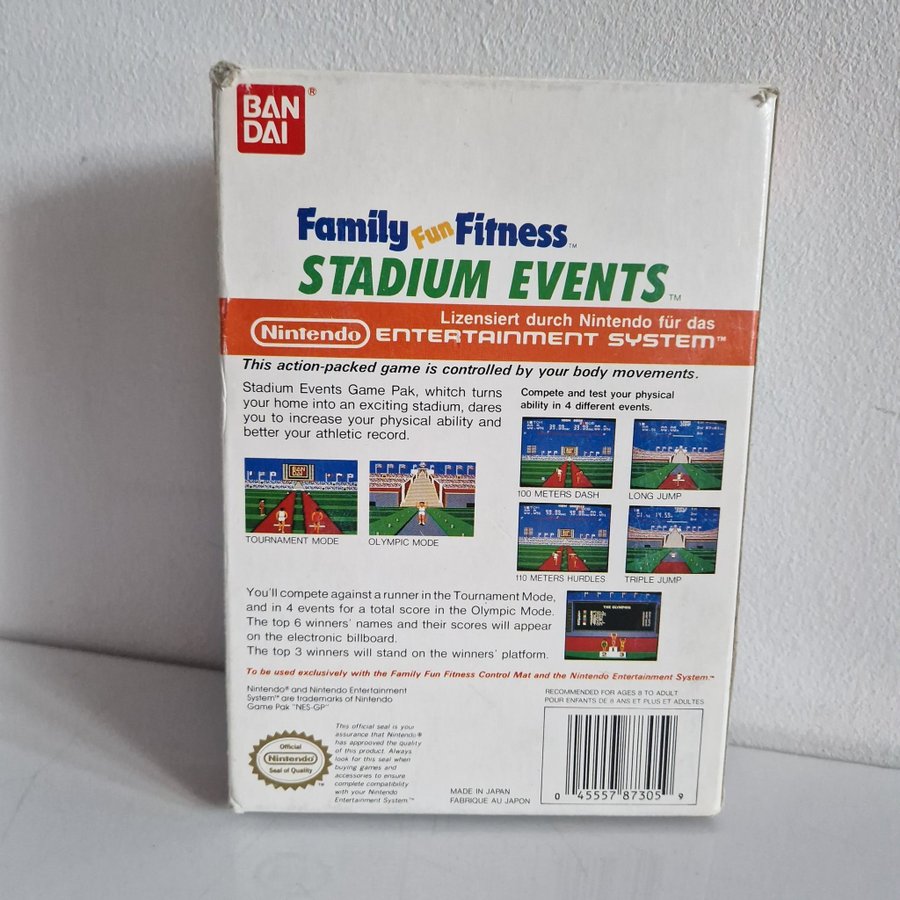 BAN
DAI
®
Family Fun Fitness™
STADIUM EVENTS™
Lizensiert durch Nintendo für das
Nintendo ENTERTAINMENT SYSTEM™
This action-packed game is controlled by your body movements.
Stadium Events Game Pak, whitch turns
your home into an exciting stadium, dares
you to increase your physical ability and
better your athletic record.
Compete and test your physical
ability in 4 different events.
BAN
DAI
TOURNAMENT MODE
OLYMPIC MODE
100 METERS DASH
LONG JUMP
110 METERS HURDLES
TRIPLE JUMP
You'll compete against a runner in the Tournament Mode,
and in 4 events for a total score in the Olympic Mode.
The top 6 winners' names and their scores will appear
on the electronic billboard.
The top 3 winners will stand on the winners' platform.
To be used exclusively with the Family Fun Fitness Control Mat and the Nintendo Entertainment System.™
Nintendo® and Nintendo Entertainment
System™ are trademarks of Nintendo
Game Pak "NES-GP"
RECOMMENDED FOR AGES 8 TO ADULT
POUR ENFANTS DE 8 ANS ET PLUS ET ADULTES
Official
Nintendo
Seal of Quality
™
This official seal is your
assurance that Nintendo®
has approoved the quality
of this product. Always
look for this seal when
buying games and
accessories to ensure
complete compatibility
with your Nintendo
Entertainment System.™
MADE IN JAPAN
FABRIQUE AU JAPON
0 45557 87305 9